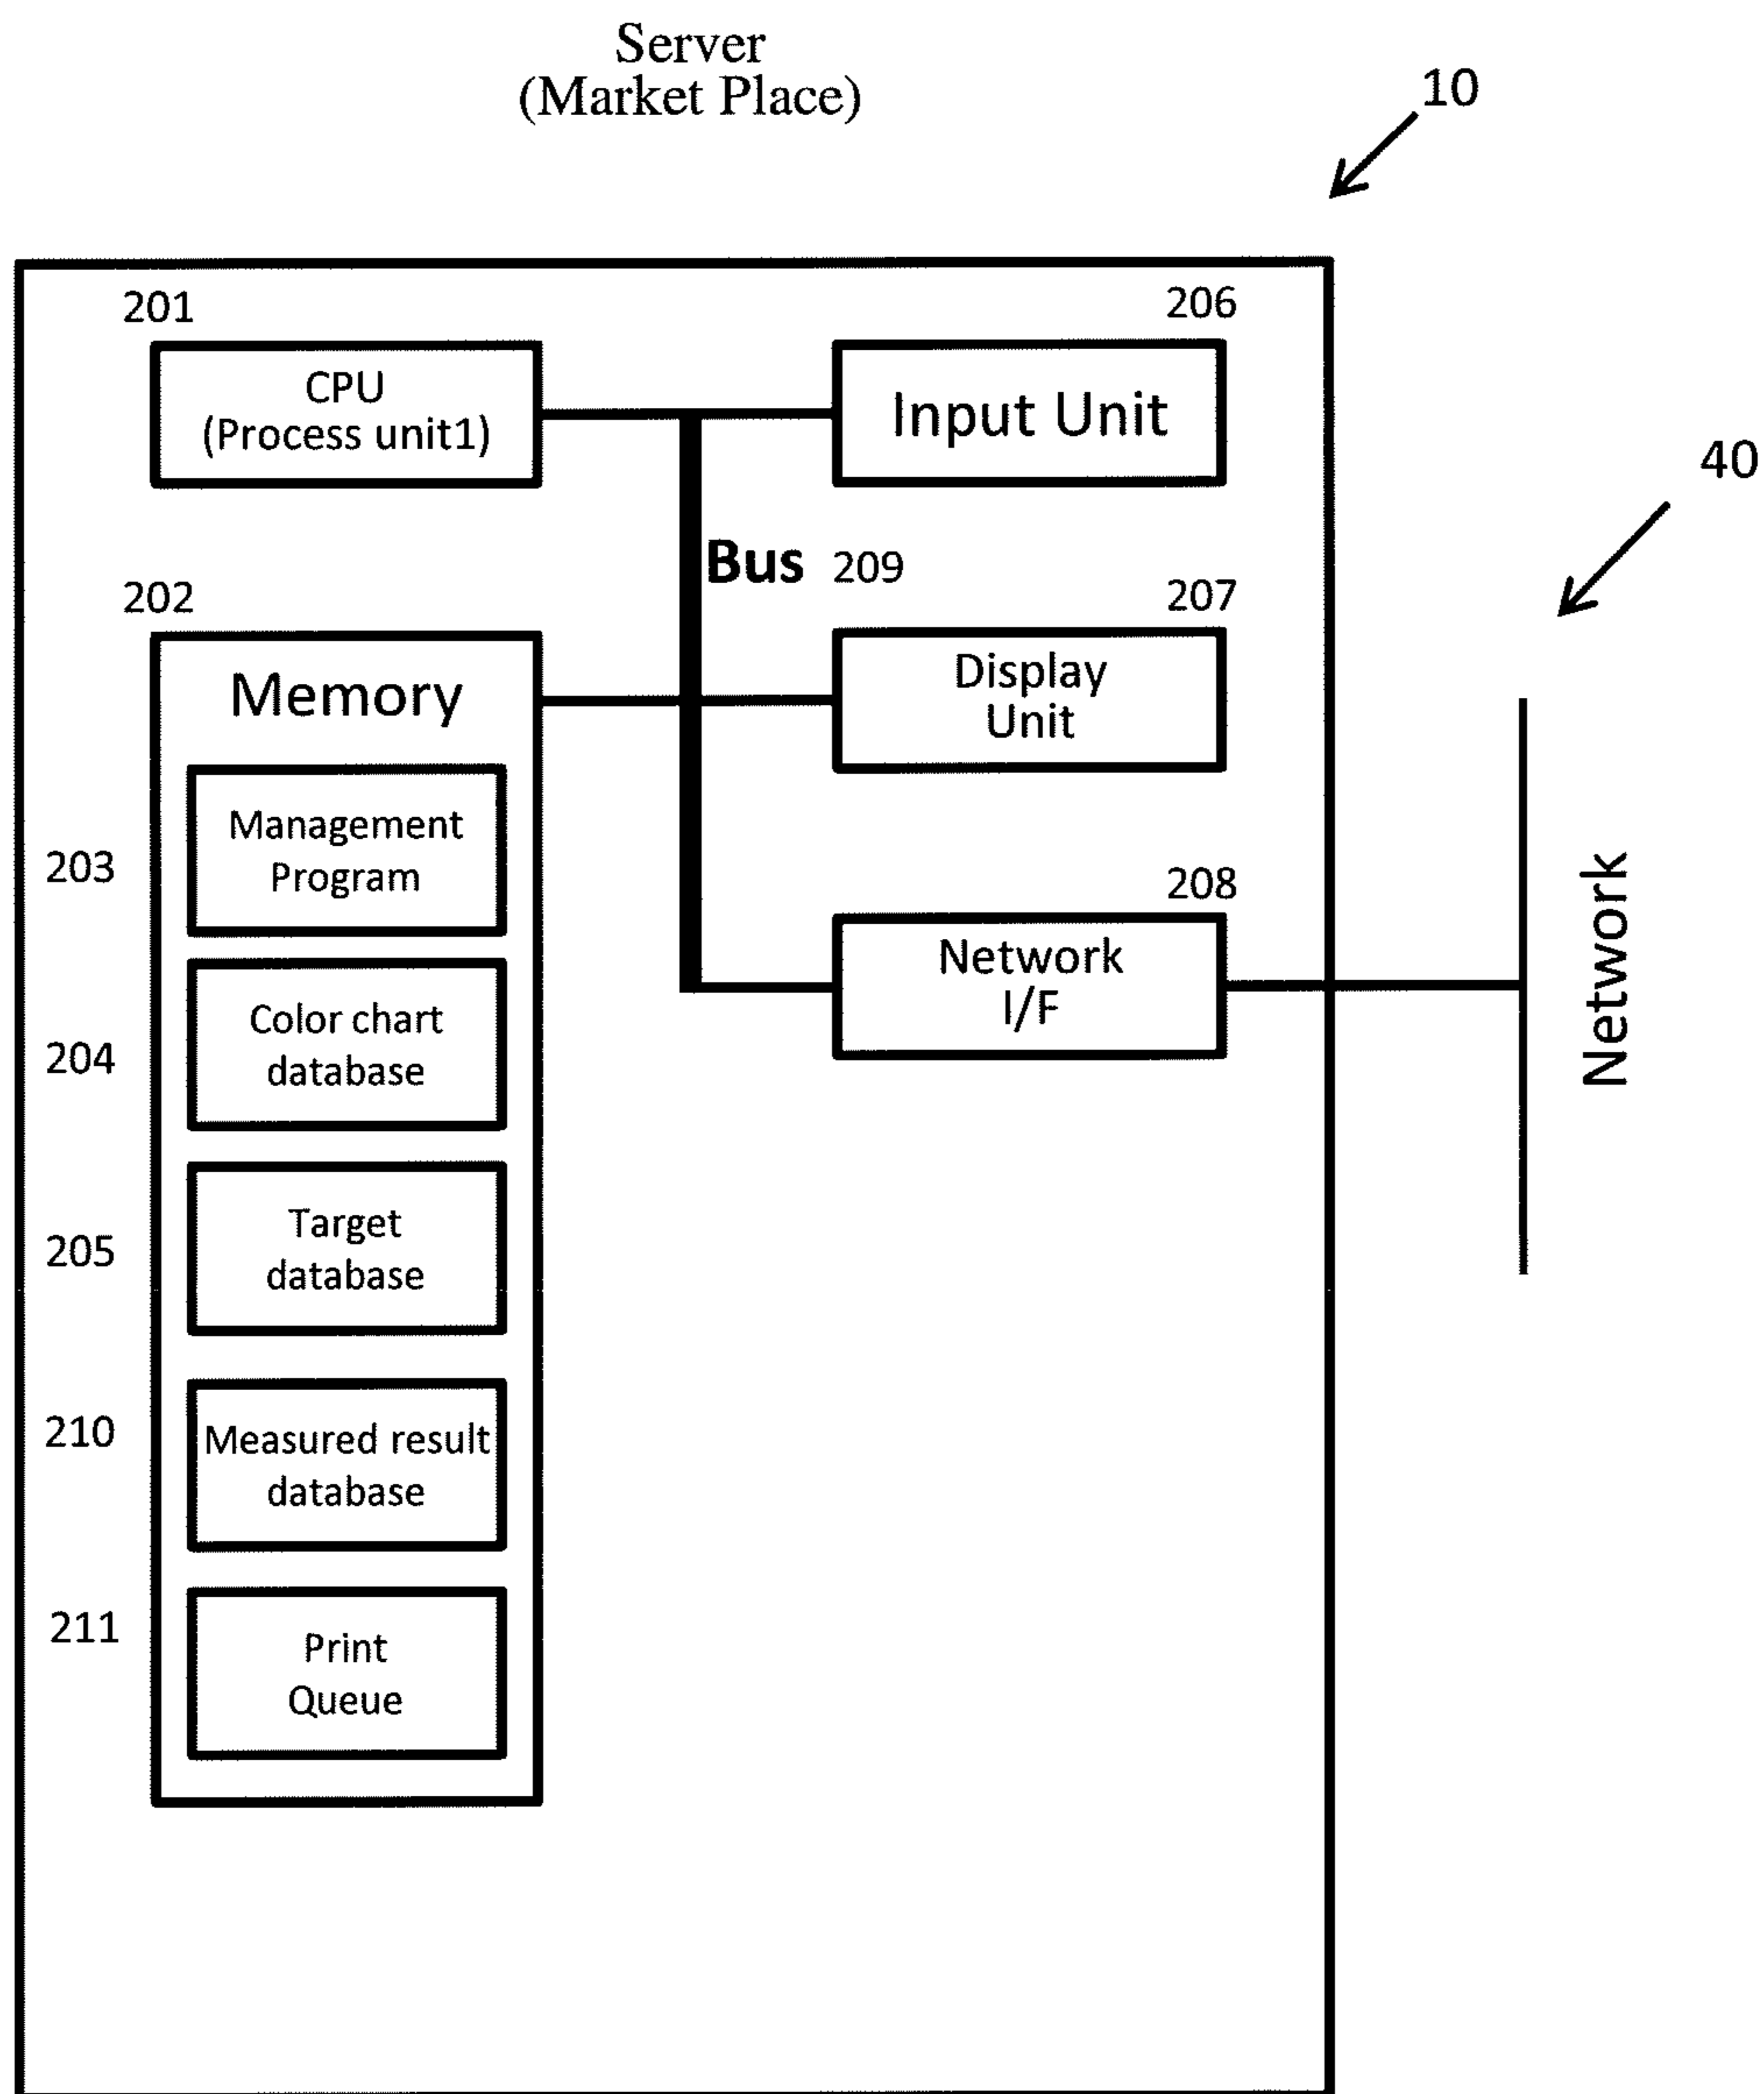 Server
(Market Place)
10
201
206
CPU
(Process unit1)
Input Unit
40
Bus 209
202
207
Memory
Display
Unit
Management
Program
203
208
Network
I/F
Network
Color chart
database
204
Target
database
205
210
Measured result
database
211
Print
Queue